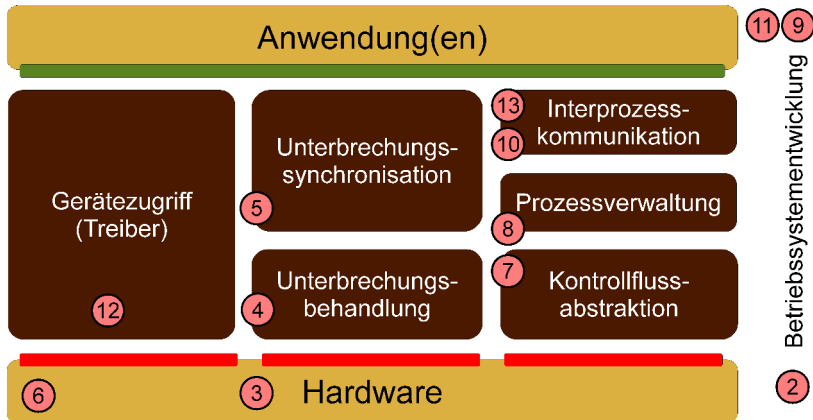 Anwendung(en)
11
9
Gerätezugriff
(Treiber)
12
Unterbrechungs-
synchronisation
5
Unterbrechungs-
behandlung
4
13
Interprozess-
kommunikation
10
Prozessverwaltung
8
7
Kontrollfluss-
abstraktion
Betriebssystementwicklung
2
6
3
Hardware